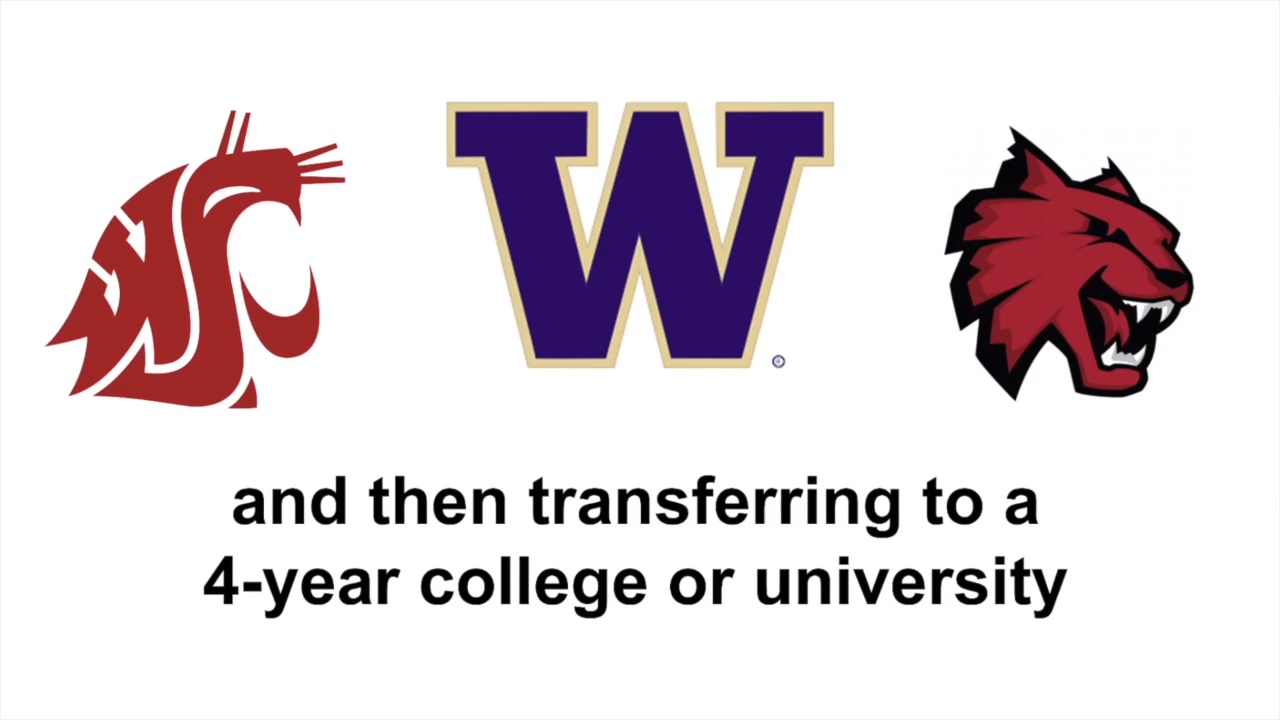 W
and then transferring to a
4-year college or university